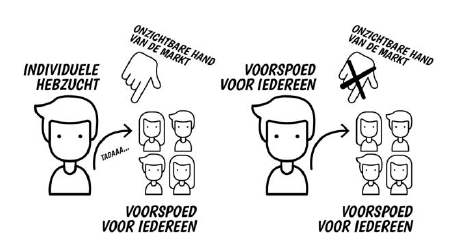 ONZICHTBARE HAND
VAN DE MARKT
INDIVIDUELE
HEBZUCHT
TADAAA...
VOORSPOED
VOOR IEDEREEN
ONZICHTBARE HAND
VAN DE MARKT
VOORSPOED
VOOR IEDEREEN
VOORSPOED
VOOR IEDEREEN